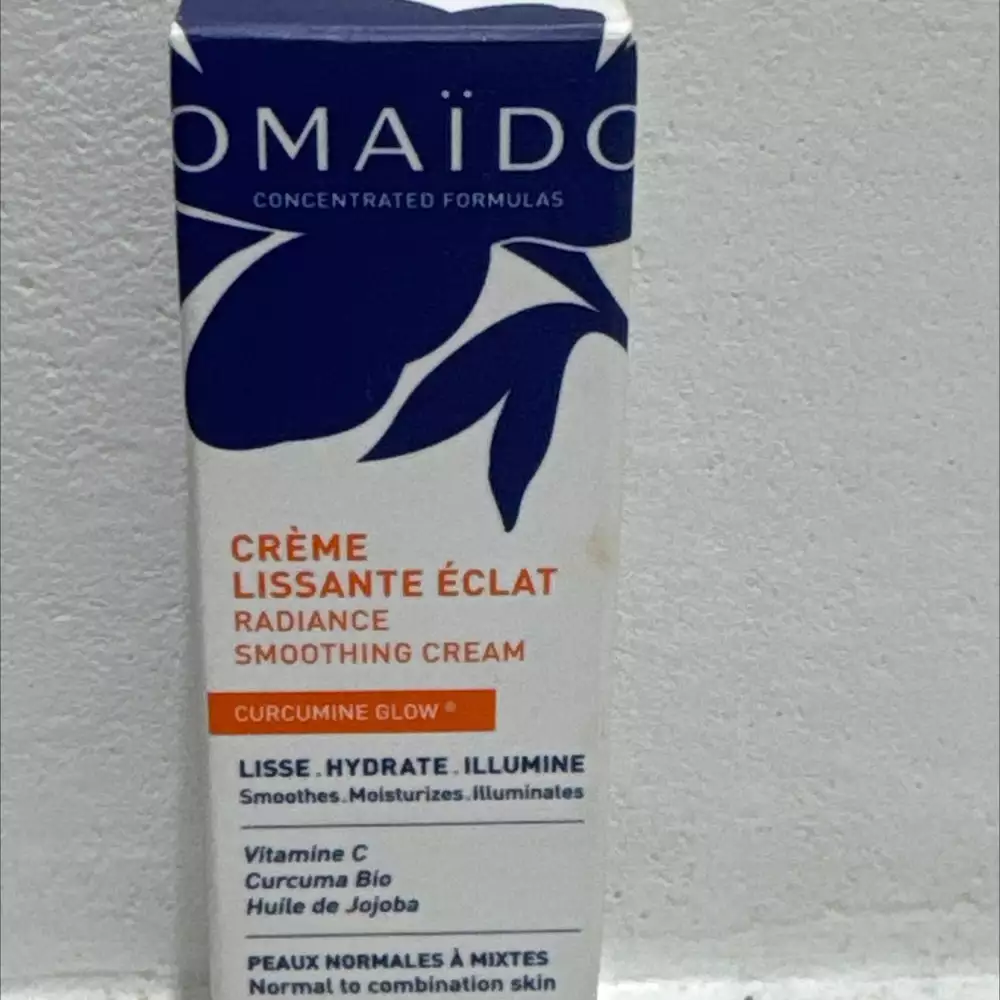 OMAÏDO
CONCENTRATED FORMULAS
CRÈME
LISSANTE ÉCLAT
RADIANCE
SMOOTHING CREAM
CURCUMINE GLOW ®
LISSE.HYDRATE.ILLUMINE
Smoothes.Moisturizes.Illuminates
Vitamine C
Curcuma Bio
Huile de Jojoba
PEAUX NORMALES À MIXTES
Normal to combination skin